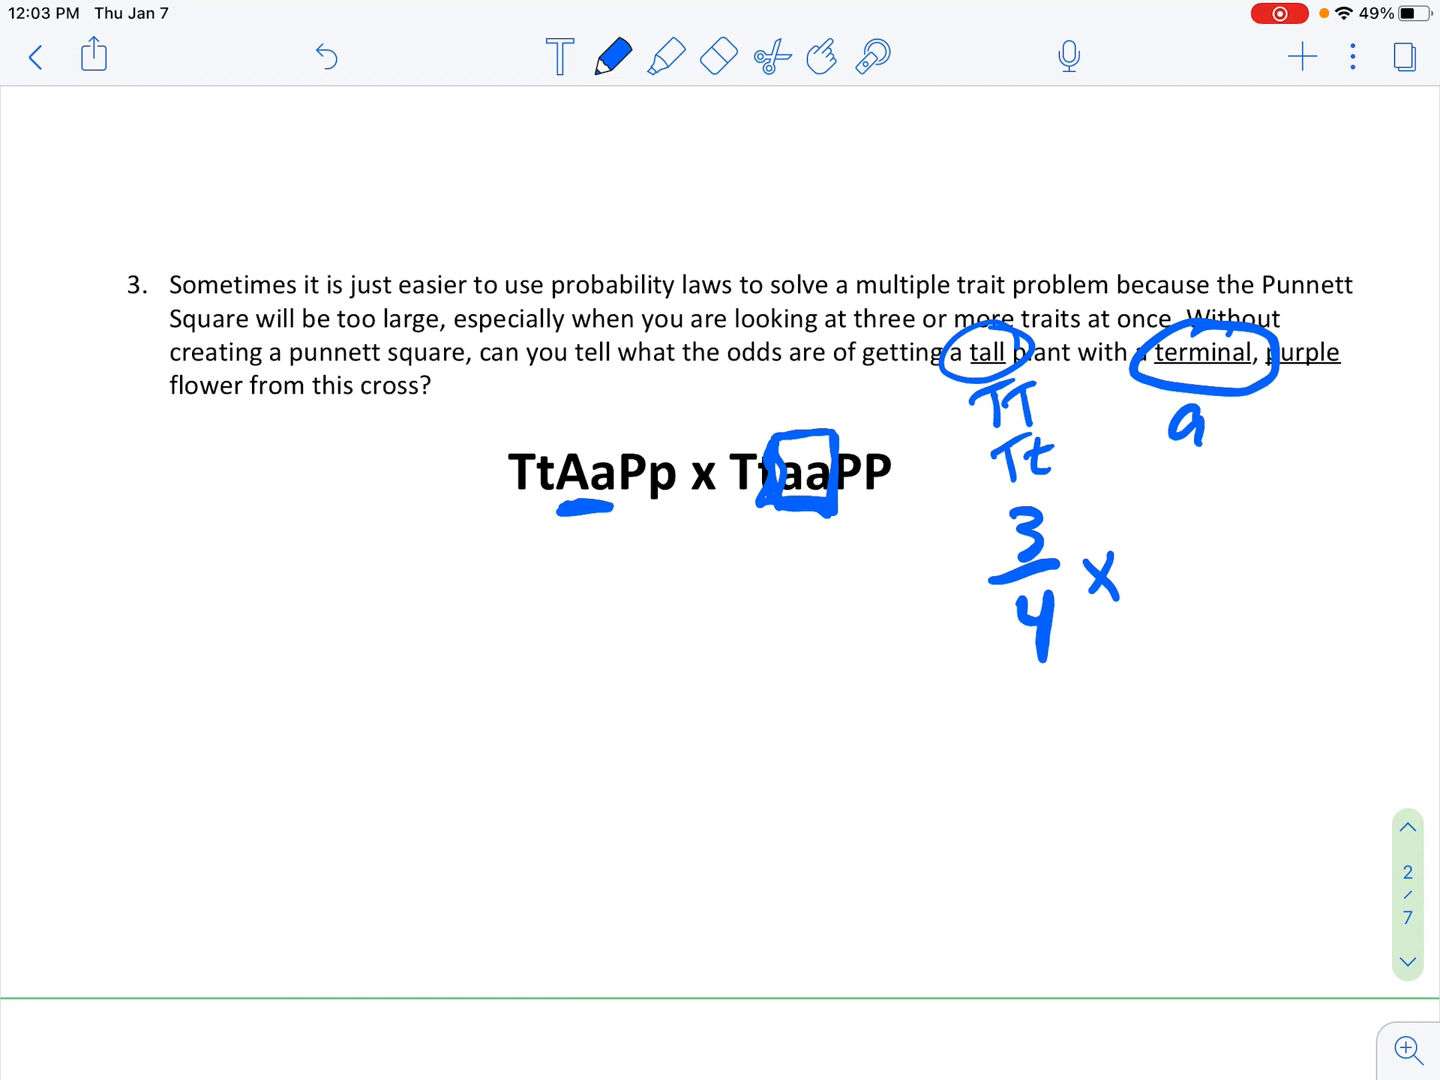 12:03 PM Thu Jan 7
49%
T
3. Sometimes it is just easier to use probability laws to solve a multiple trait problem because the Punnett
Square will be too large, especially when you are looking at three or more traits at once. Without
creating a punnett square, can you tell what the odds are of getting a tall plant with a terminal, purple
flower from this cross?
TT
a
Tt
TtAaPp x TtaaPP
3
4
x
2
/
7